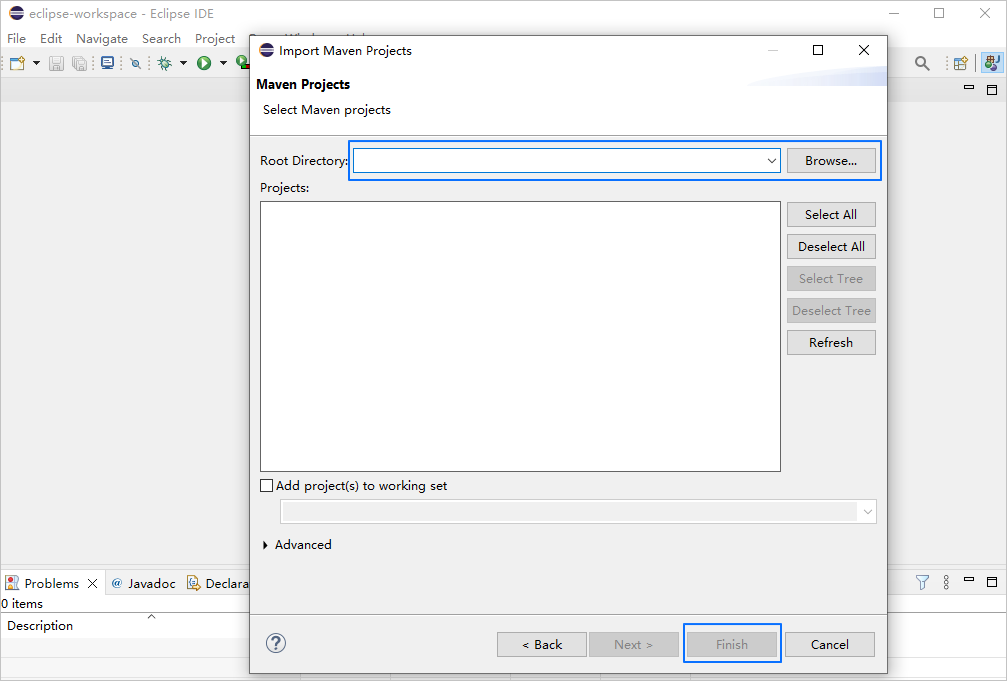 eclipse-workspace - Eclipse IDE
File Edit Navigate Search Project
Import Maven Projects
Maven Projects
Select Maven projects
Root Directory:
Browse...
Projects:
Select All
Deselect All
Select Tree
Deselect Tree
Refresh
Add project(s) to working set
Advanced
Problems @ Javadoc Declara
0 items
Description
? < Back Next > Finish Cancel